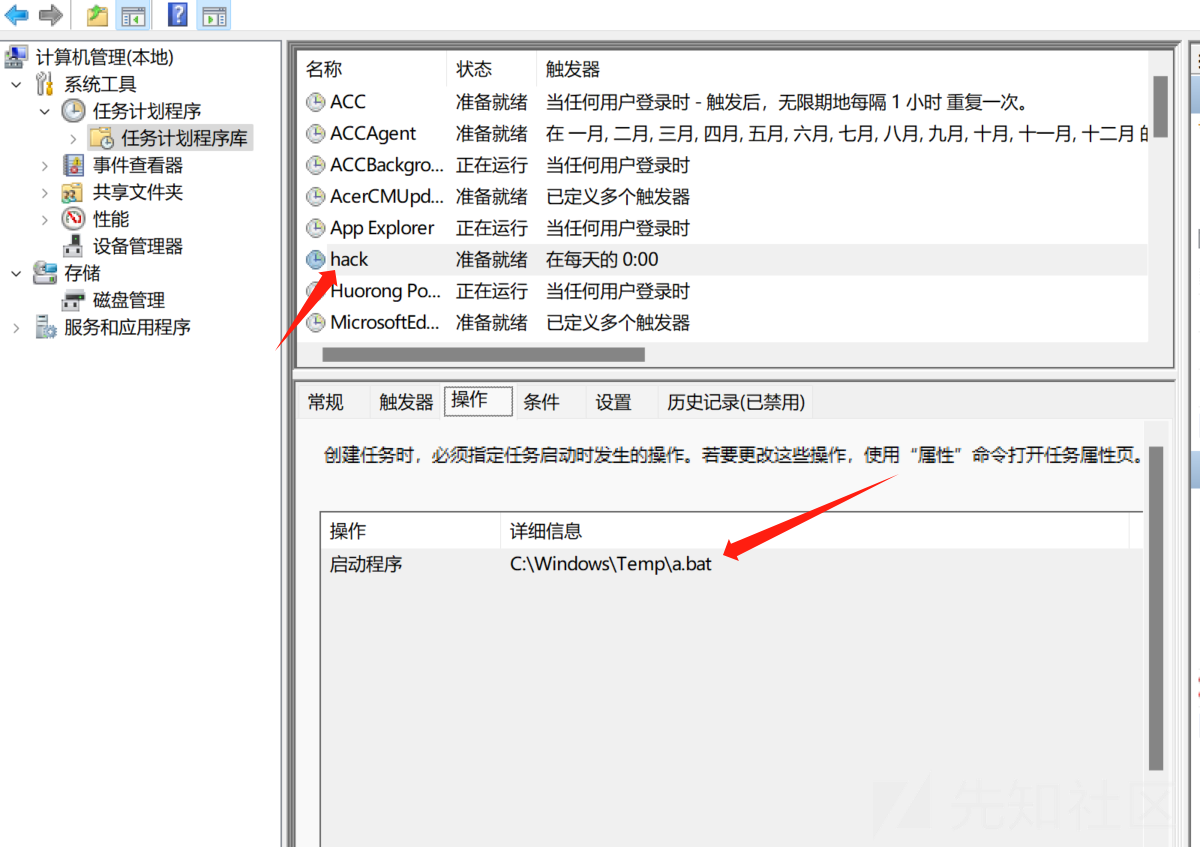 计算机管理(本地)
系统工具
任务计划程序
任务计划程序库
事件查看器
共享文件夹
性能
设备管理器
存储
磁盘管理
服务和应用程序
名称 状态 触发器
ACC 准备就绪 当任何用户登录时 - 触发后，无限期地每隔 1 小时 重复一次。
ACCAgent 准备就绪 在 一月, 二月, 三月, 四月, 五月, 六月, 七月, 八月, 九月, 十月, 十一月, 十二月 的
ACCBackgro... 正在运行 当任何用户登录时
AcerCMUpd... 准备就绪 已定义多个触发器
App Explorer 正在运行 当任何用户登录时
hack 准备就绪 在每天的 0:00
Huorong Po... 正在运行 当任何用户登录时
MicrosoftEd... 准备就绪 已定义多个触发器
常规 触发器 操作 条件 设置 历史记录(已禁用)
创建任务时，必须指定任务启动时发生的操作。若要更改这些操作，使用“属性”命令打开任务属性页。
操作 详细信息
启动程序 C:\Windows\Temp\a.bat
先知社区